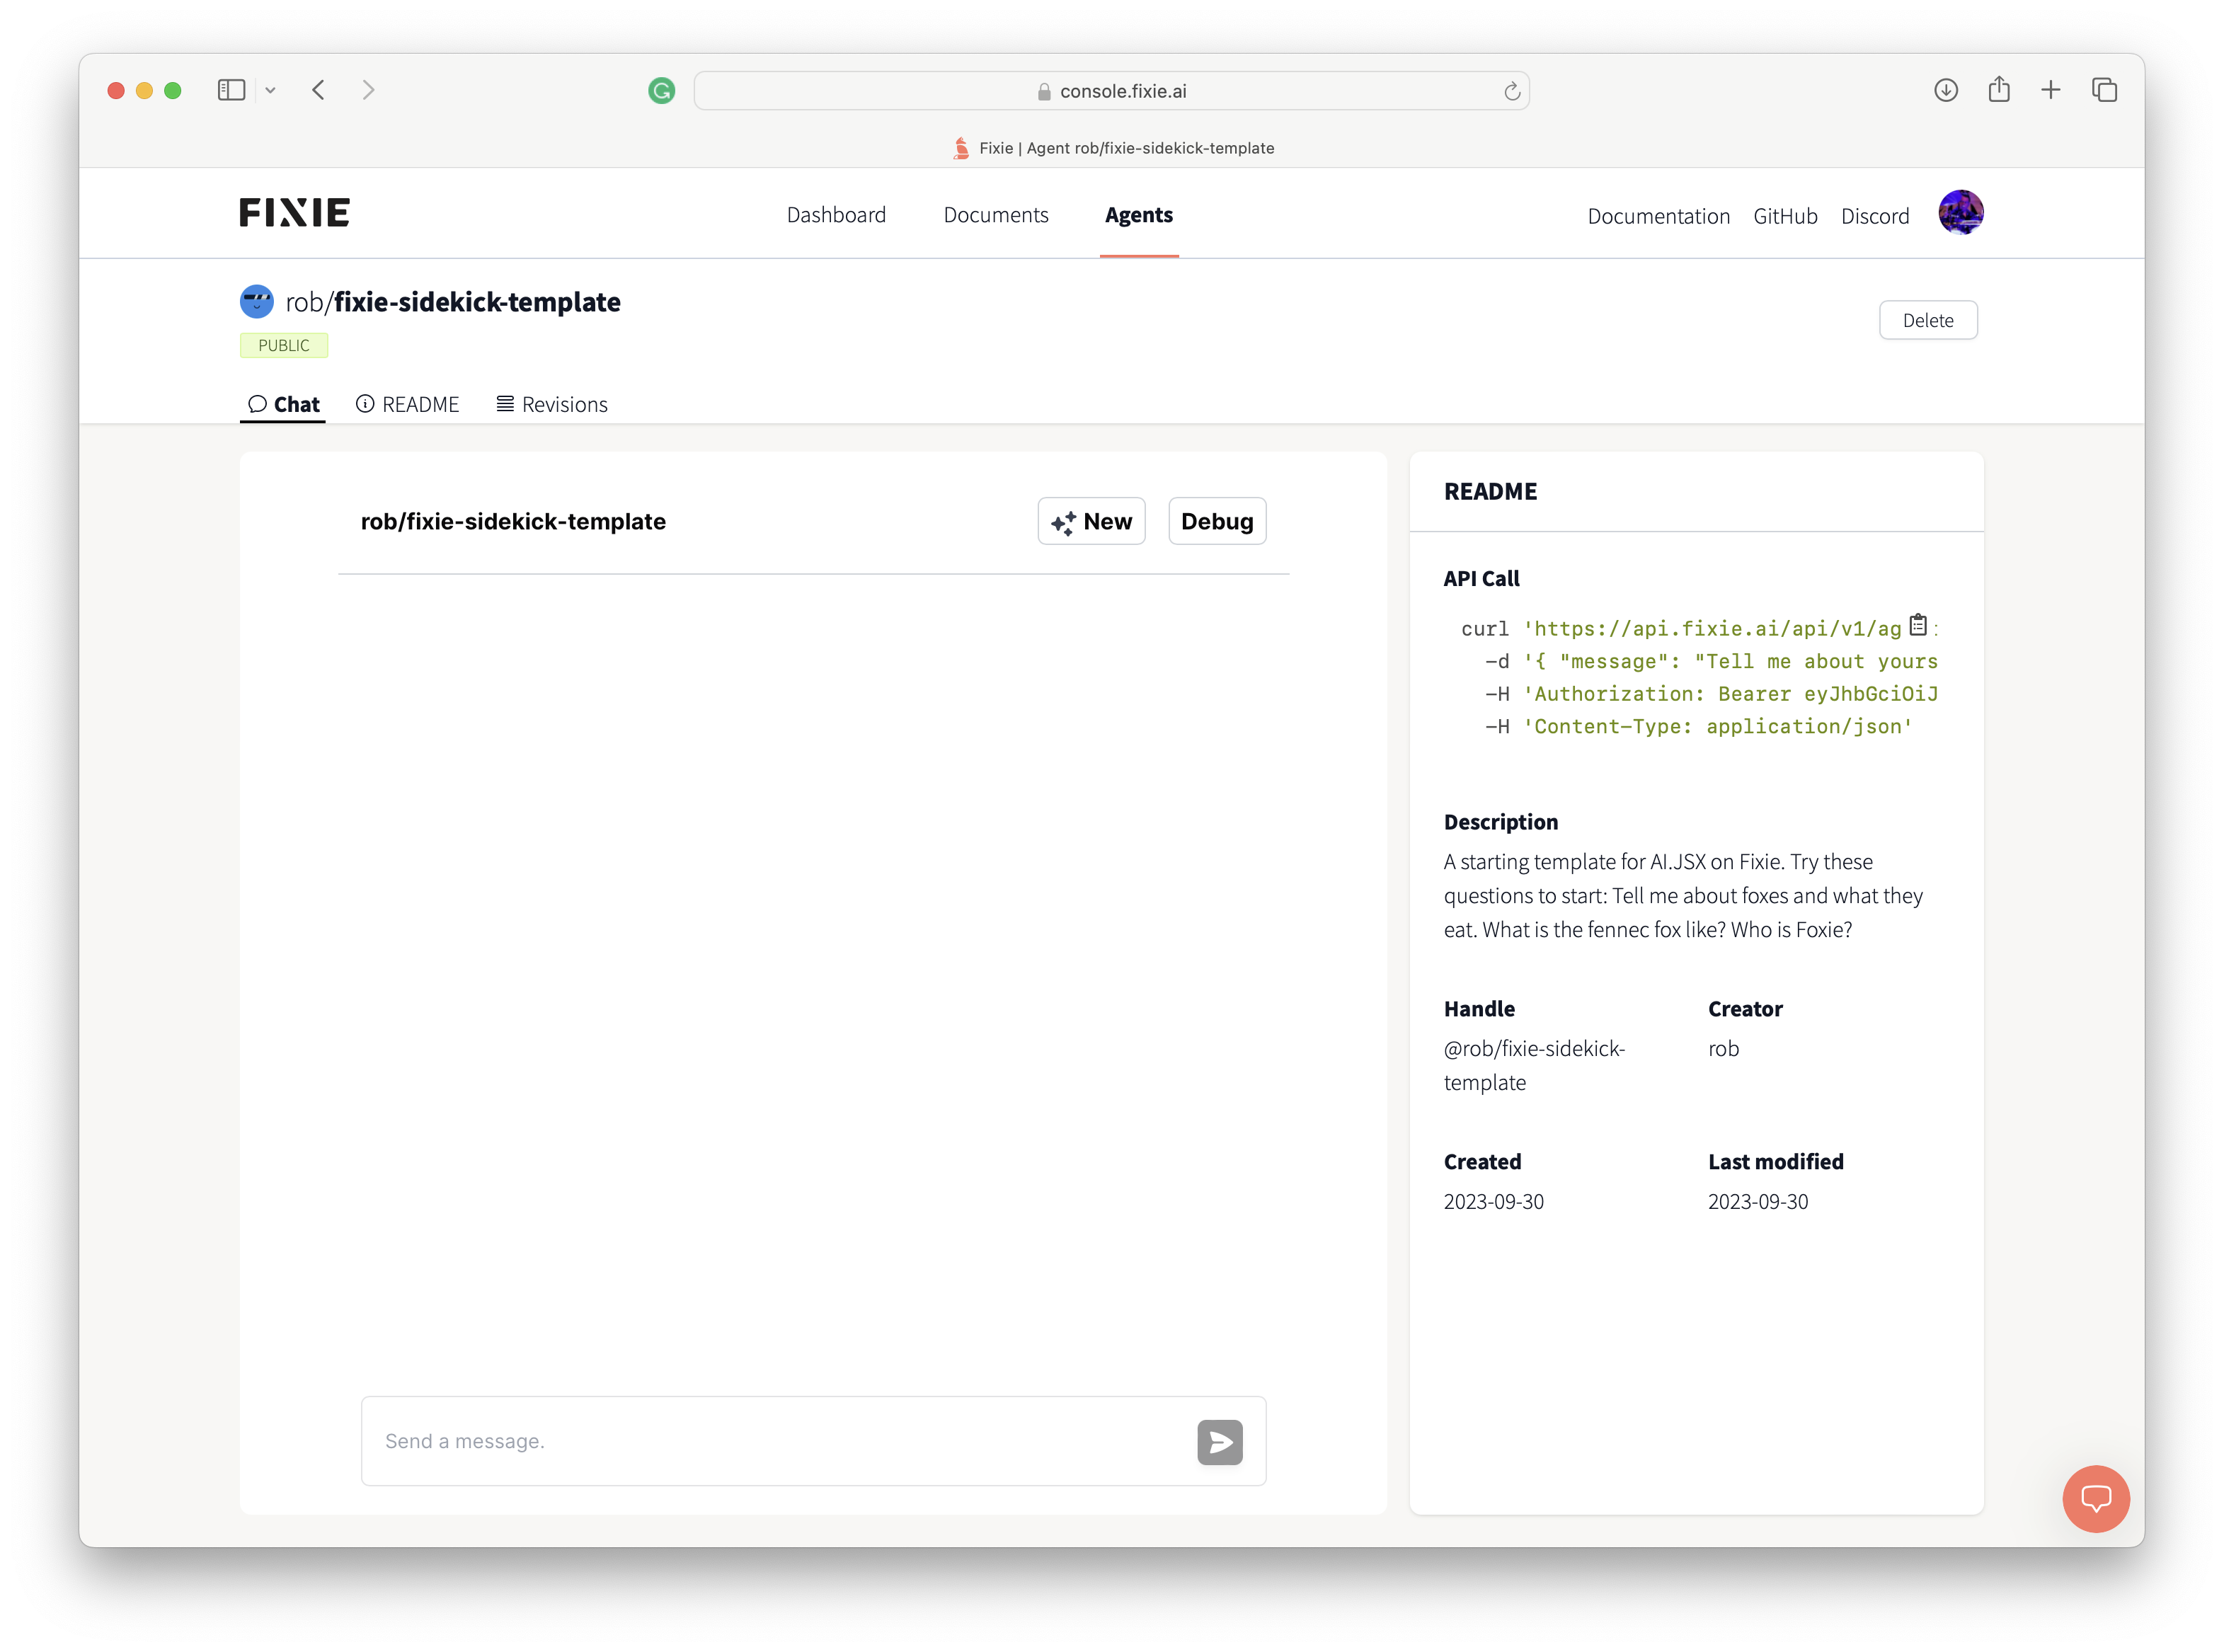 console.fixie.ai
Fixie | Agent rob/fixie-sidekick-template
FIXIE
Dashboard
Documents
Agents
Documentation
GitHub
Discord
rob/fixie-sidekick-template
Delete
PUBLIC
Chat
README
Revisions
rob/fixie-sidekick-template
New
Debug
Send a message.
README
API Call
curl 'https://api.fixie.ai/api/v1/ag
-d '{ "message": "Tell me about yours
-H 'Authorization: Bearer eyJhbGciOiJ
-H 'Content-Type: application/json'
Description
A starting template for AI.JSX on Fixie. Try these
questions to start: Tell me about foxes and what they
eat. What is the fennec fox like? Who is Foxie?
Handle
@rob/fixie-sidekick-
template
Creator
rob
Created
2023-09-30
Last modified
2023-09-30